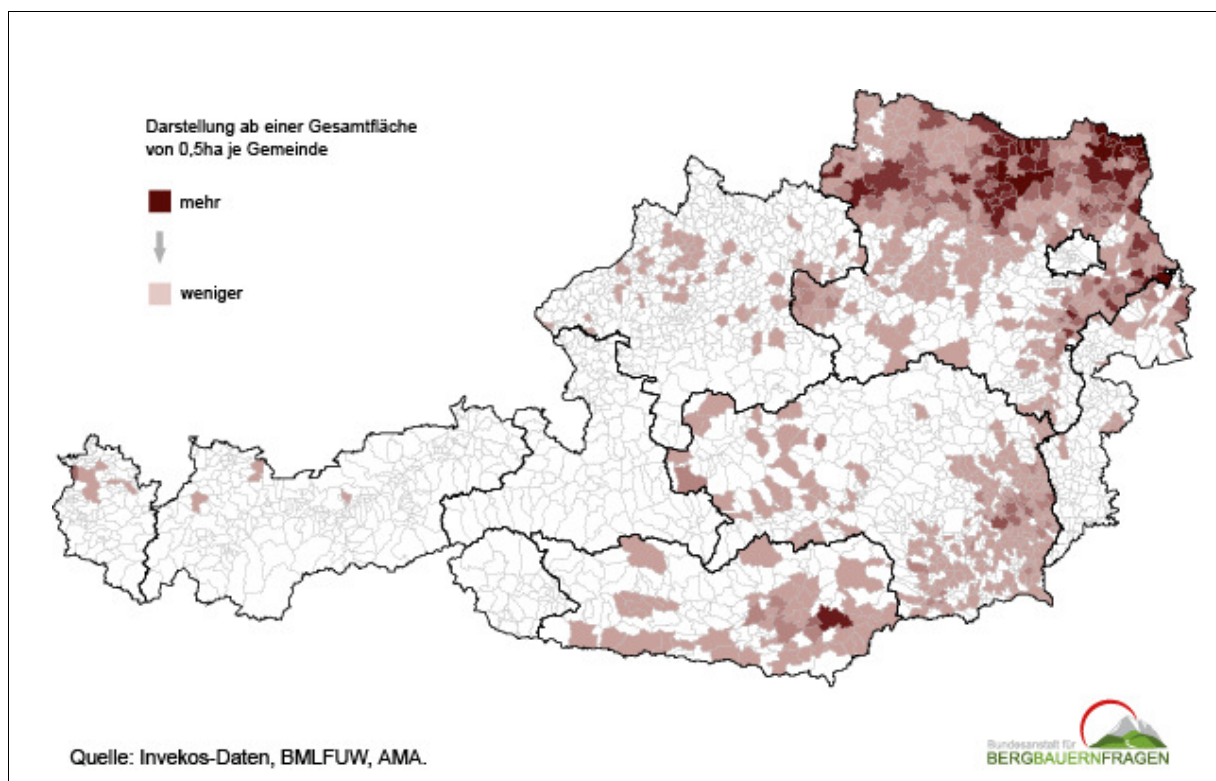 Darstellung ab einer Gesamtfläche
von 0,5ha je Gemeinde
mehr
weniger
Quelle: Invekos-Daten, BMLFUW, AMA.
Bundesanstalt für
BERGBAUERNFRAGEN